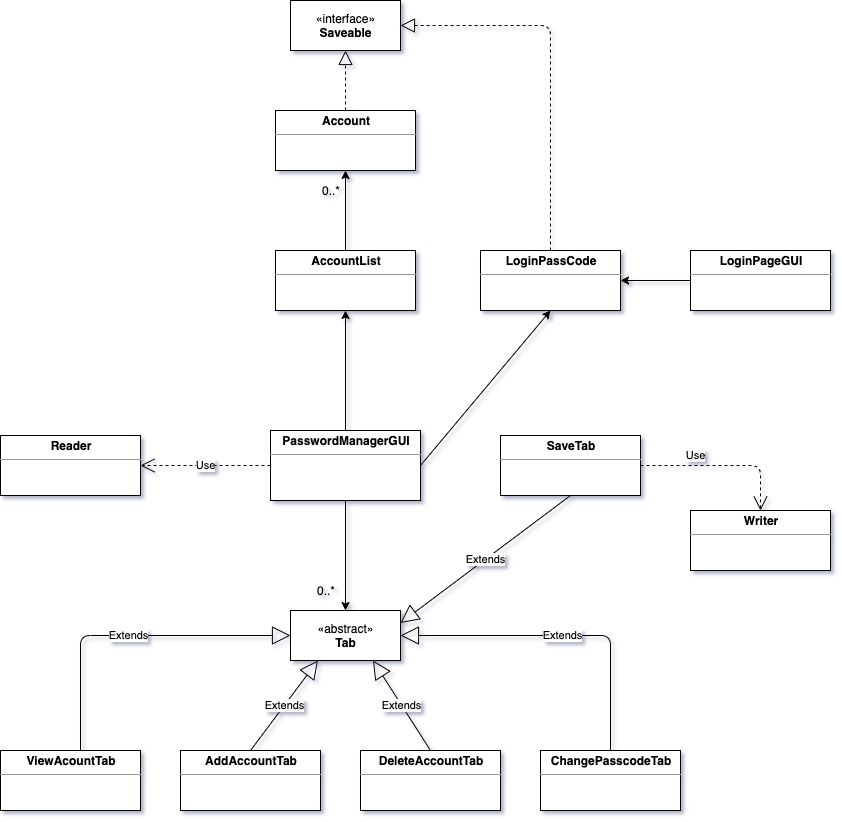 «interface»
Saveable
Account
0..*
AccountList
LoginPassCode
LoginPageGUI
PasswordManagerGUI
Reader
Use
SaveTab
Use
Writer
Extends
0..*
«abstract»
Tab
Extends
Extends
Extends
Extends
ViewAcountTab
AddAccountTab
DeleteAccountTab
ChangePasscodeTab